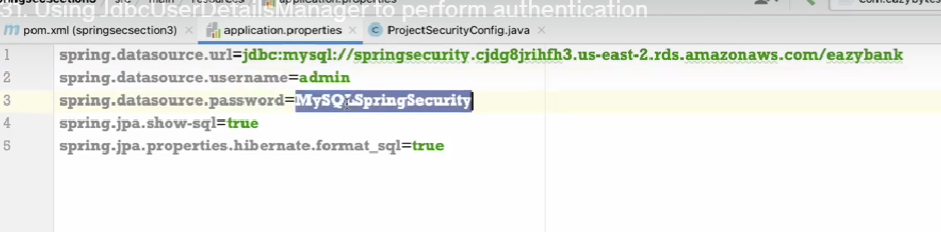 31. Using JdbcUserDetailsManager to perform authentication
pom.xml (springsecsection3) × application.properties × ProjectSecurityConfig.java ×
1 spring.datasource.url=jdbc:mysql://springsecurity.cjdg8jrihfh3.us-east-2.rds.amazonaws.com/eazybank
2 spring.datasource.username=admin
3 spring.datasource.password=MySQLSpringSecurity
4 spring.jpa.show-sql=true
5 spring.jpa.properties.hibernate.format_sql=true